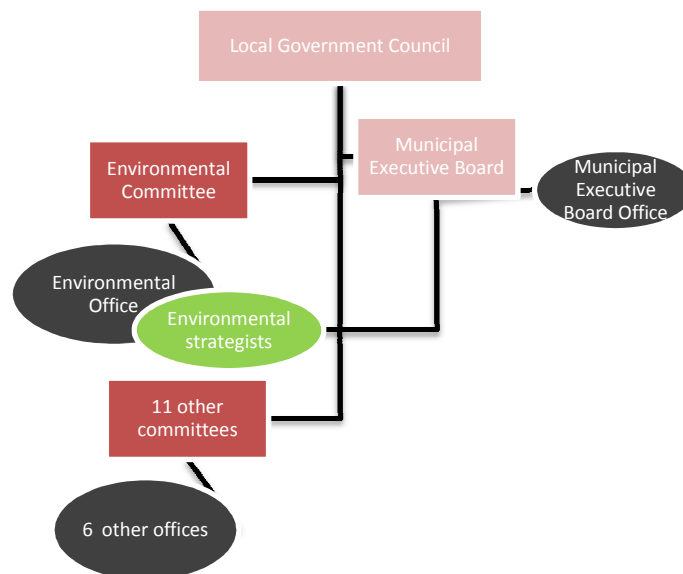 Local Government Council
Municipal
Executive Board
Environmental
Committee
Municipal
Executive
Board Office
Environmental
Office
Environmental
strategists
11 other
committees
6  other offices